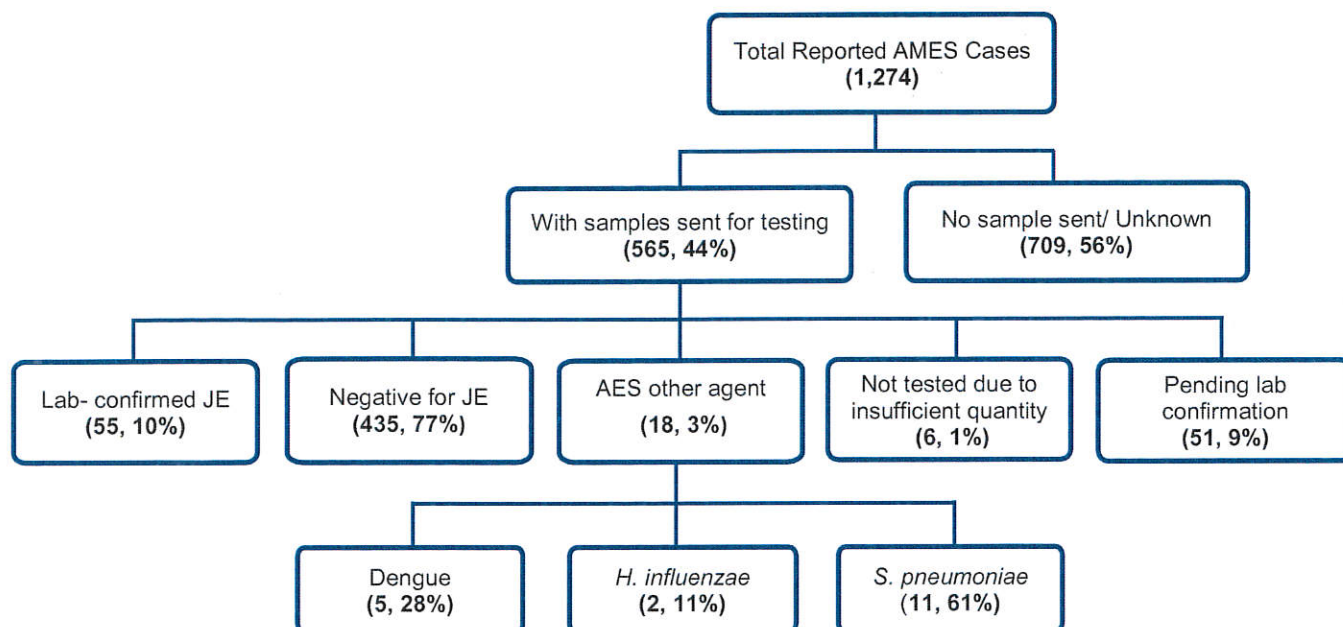 Total Reported AMES Cases
(1,274)
With samples sent for testing
(565, 44%)
No sample sent/ Unknown
(709, 56%)
Lab- confirmed JE
(55, 10%)
Negative for JE
(435, 77%)
AES other agent
(18, 3%)
Not tested due to
insufficient quantity
(6, 1%)
Pending lab
confirmation
(51, 9%)
Dengue
(5, 28%)
H. influenzae
(2, 11%)
S. pneumoniae
(11, 61%)